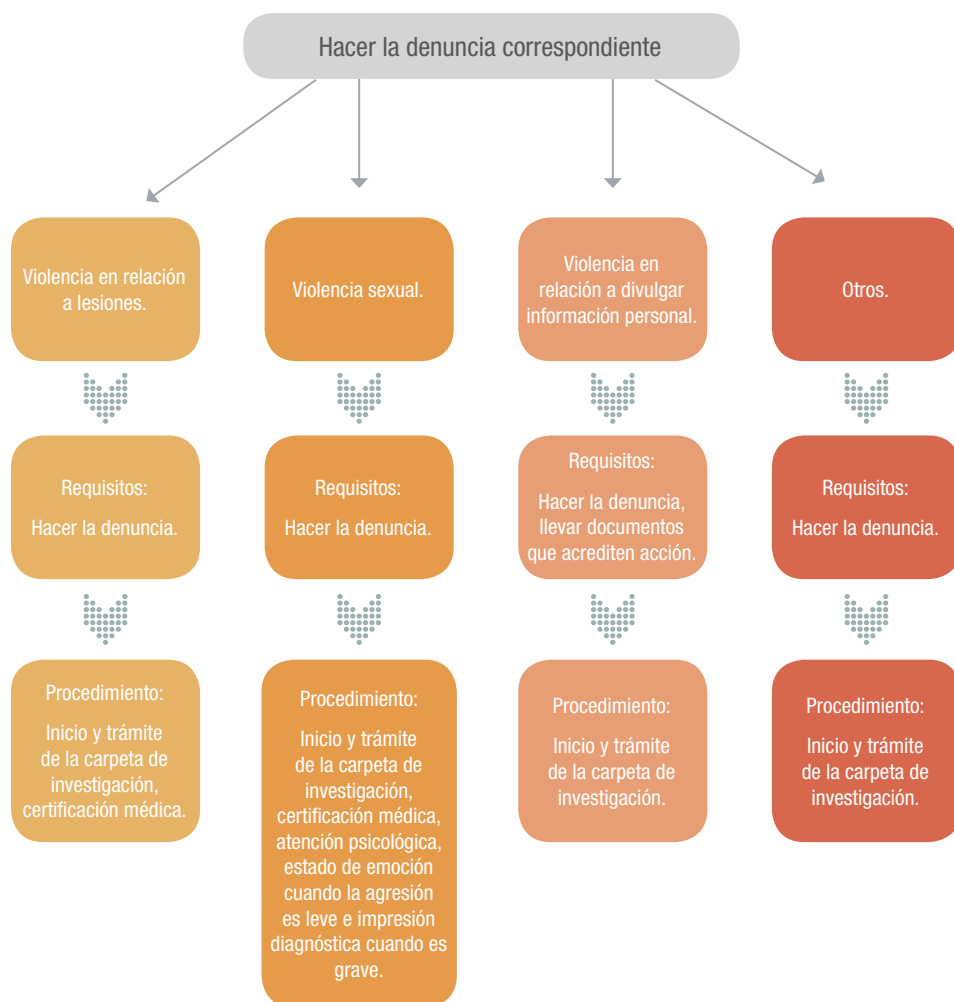 Hacer la denuncia correspondiente
Violencia en relación
a lesiones.
Violencia sexual.
Violencia en
relación a divulgar
información personal.
Otros.
Requisitos:
Hacer la denuncia.
Requisitos:
Hacer la denuncia.
Requisitos:
Hacer la denuncia,
llevar documentos
que acrediten acción.
Requisitos:
Hacer la denuncia.
Procedimiento:
Inicio y trámite
de la carpeta de
investigación,
certificación médica.
Procedimiento:
Inicio y trámite
de la carpeta de
investigación,
certificación médica,
atención psicológica,
estado de emoción
cuando la agresión
es leve e impresión
diagnóstica cuando es
grave.
Procedimiento:
Inicio y trámite
de la carpeta de
investigación.
Procedimiento:
Inicio y trámite
de la carpeta de
investigación.